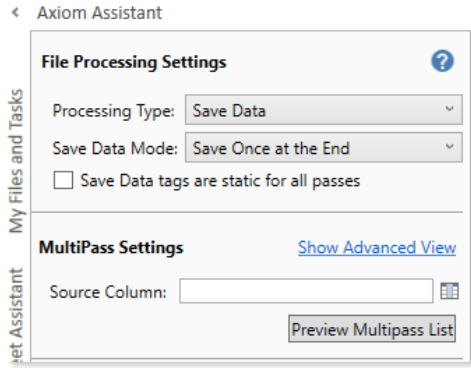 Axiom Assistant
File Processing Settings
?
Processing Type: Save Data
Save Data Mode: Save Once at the End
Save Data tags are static for all passes
MultiPass Settings Show Advanced View
Source Column:
Preview Multipass List
My Files and Tasks
Assistant